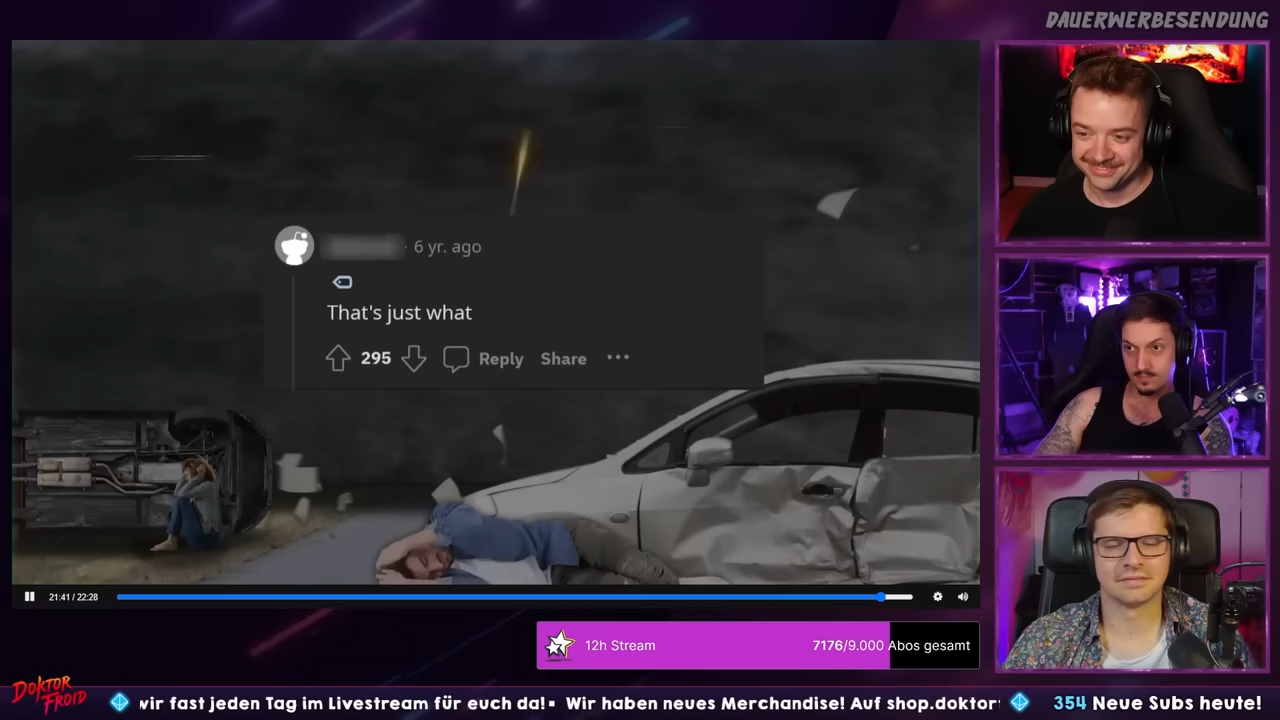 DAUERWERBESENDUNG
· 6 yr. ago
That's just what
295 Reply Share ···
21:41 / 22:28
12h Stream 7176/9.000 Abos gesamt
DOKTOR
FROID
wir fast jeden Tag im Livestream für euch da!▪ Wir haben neues Merchandise! Auf shop.doktor
354 Neue Subs heute!